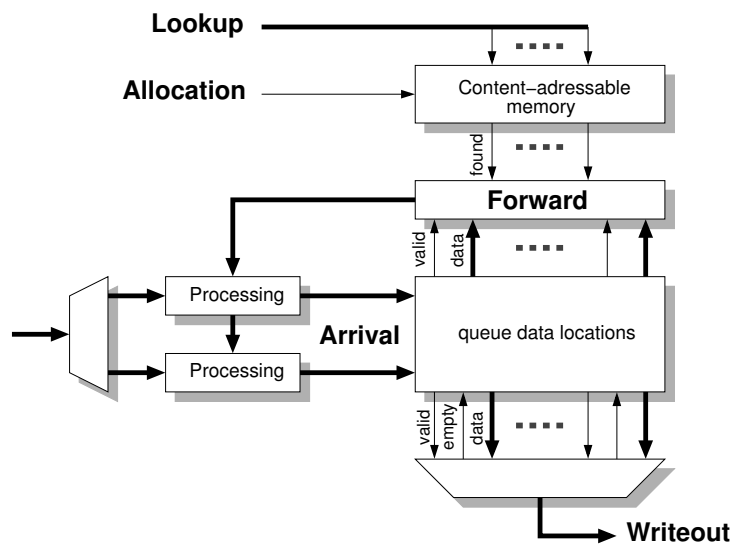 Lookup
Allocation
Content–adressable
memory
found
Forward
valid
data
Processing
Arrival
queue data locations
Processing
valid
empty
data
Writeout